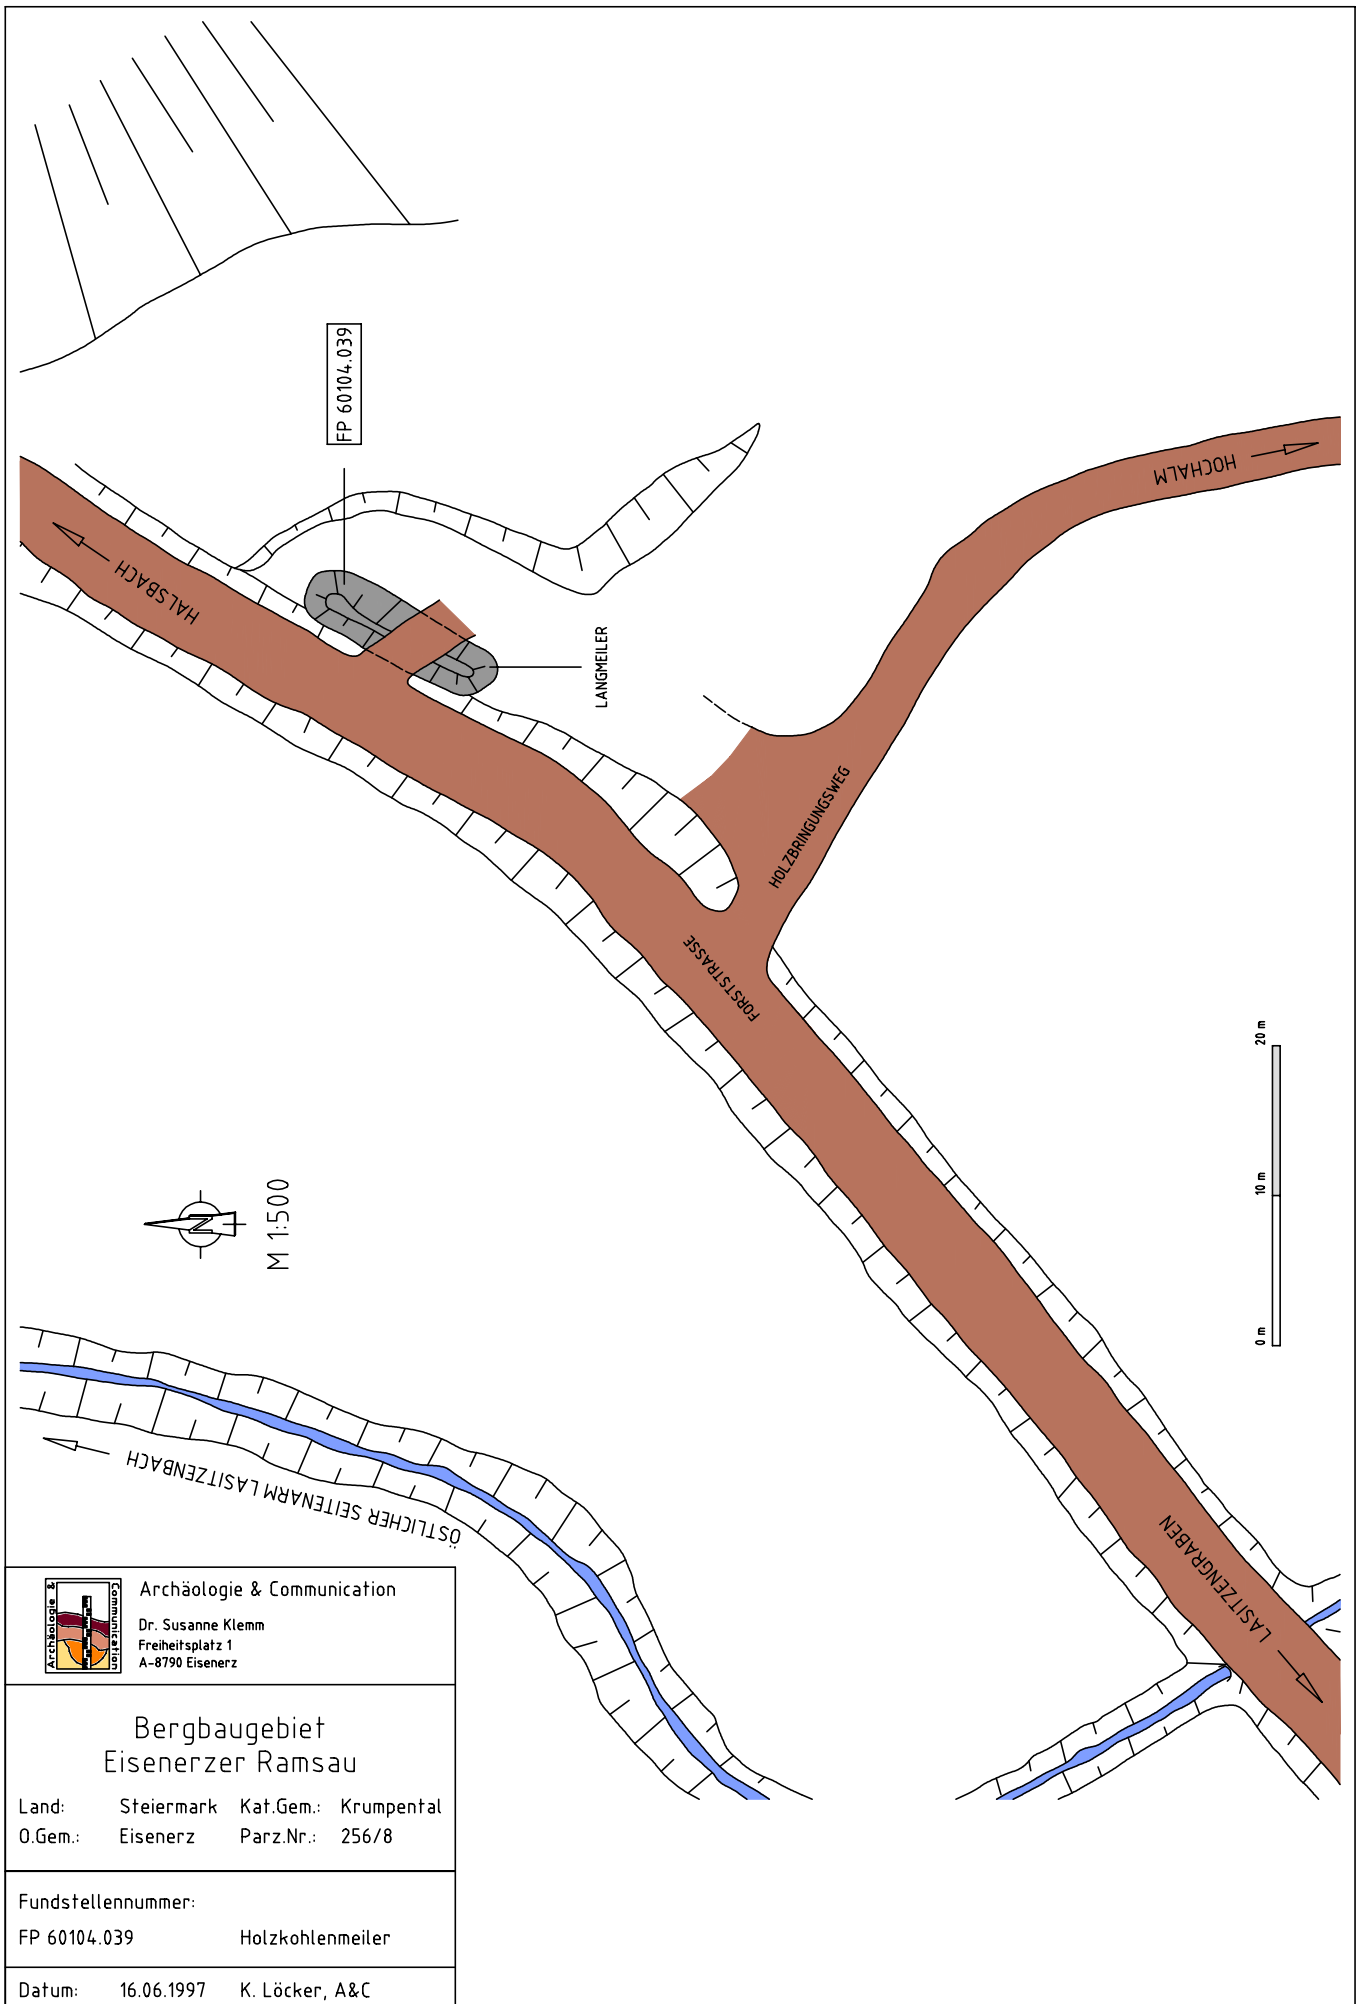 FP 60104.039
HOCHALM
HALSBACH
LANGMEILER
HOLZBRINGUNGSWEG
FORSTSTRASSE
20 m
10 m
0 m
N
M 1:500
ÖSTLICHER SEITENARM LASITZENBACH
LASITZENGRABEN
Archäologie &
Communication
Archäologie & Communication
Dr. Susanne Klemm
Freiheitsplatz 1
A-8790 Eisenerz
Bergbaugebiet
Eisenerzer Ramsau
Land: Steiermark Kat.Gem.: Krumpental
O.Gem.: Eisenerz Parz.Nr.: 256/8
Fundstellennummer:
FP 60104.039 Holzkohlenmeiler
Datum: 16.06.1997 K. Löcker, A&C